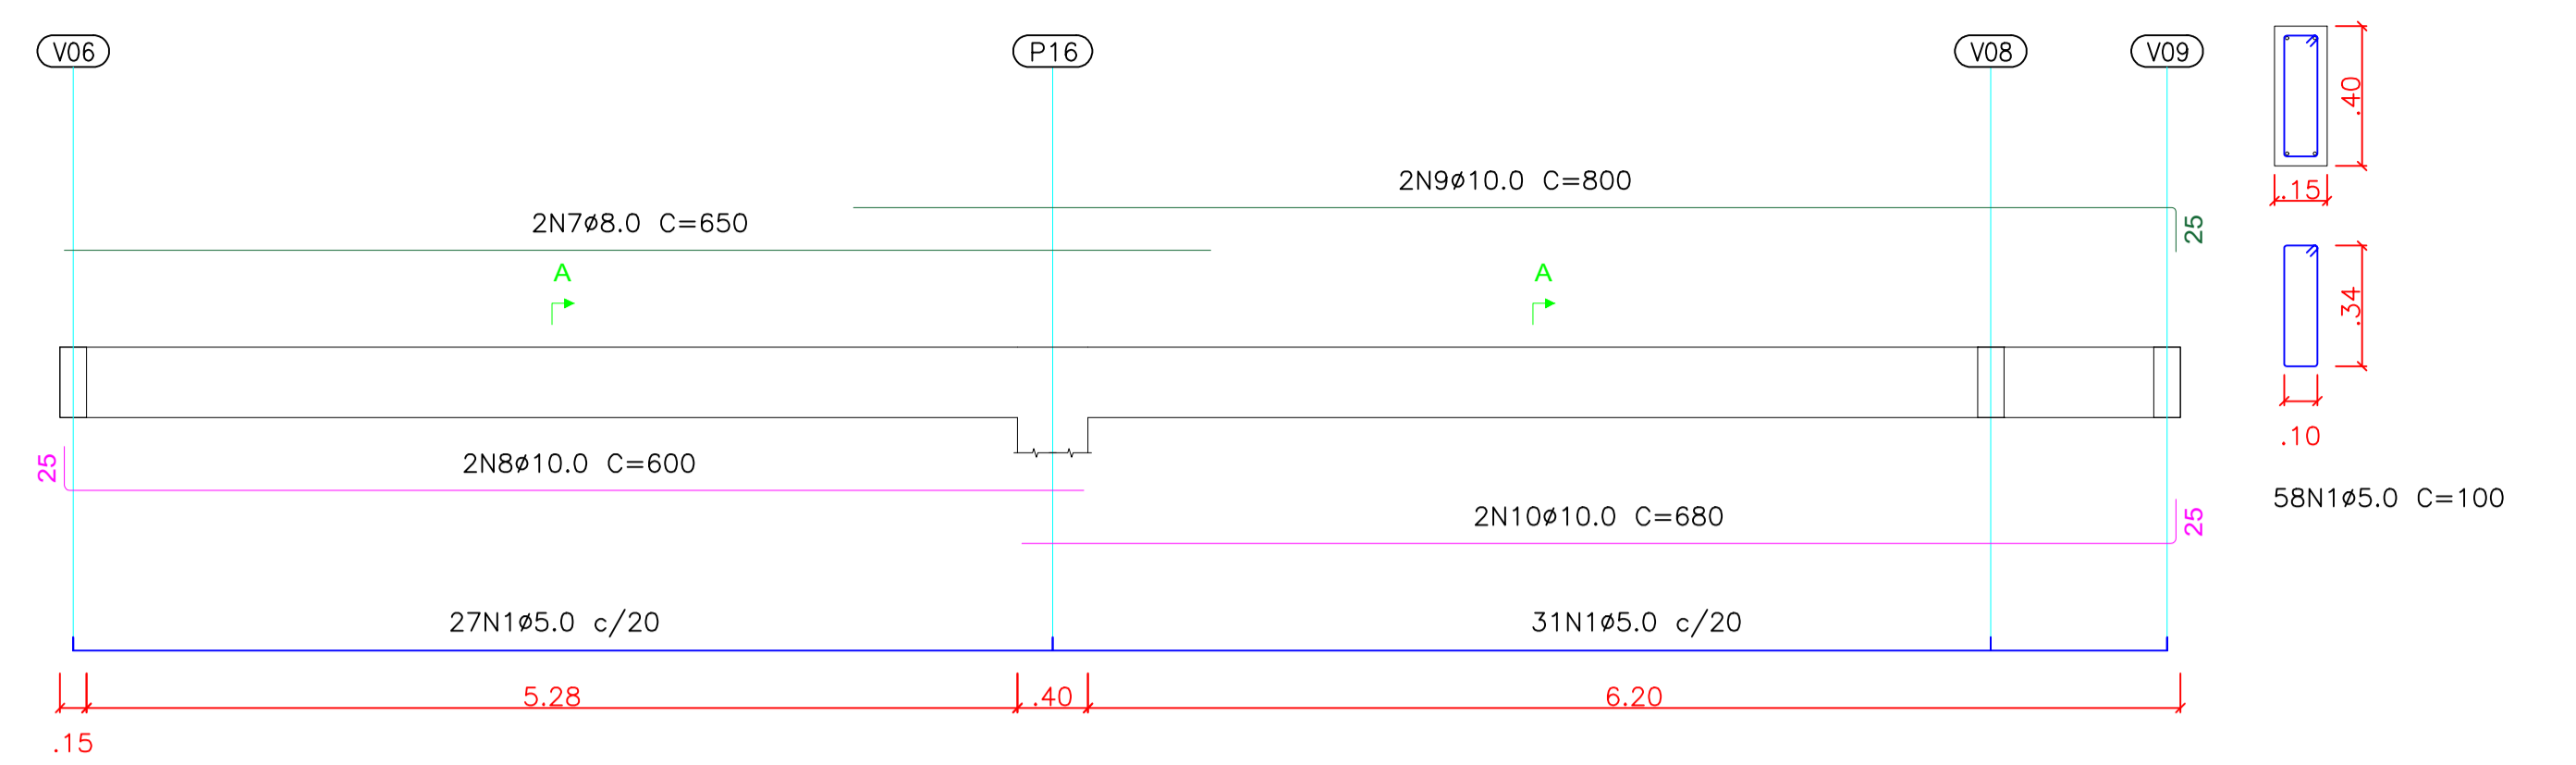 V06
P16
V08
V09
.40
.15
2N9ø10.0 C=800
25
2N7ø8.0 C=650
A
A
.34
.10
25
2N8ø10.0 C=600
58N1ø5.0 C=100
2N10ø10.0 C=680
25
27N1ø5.0 c/20
31N1ø5.0 c/20
5.28
.40
6.20
.15